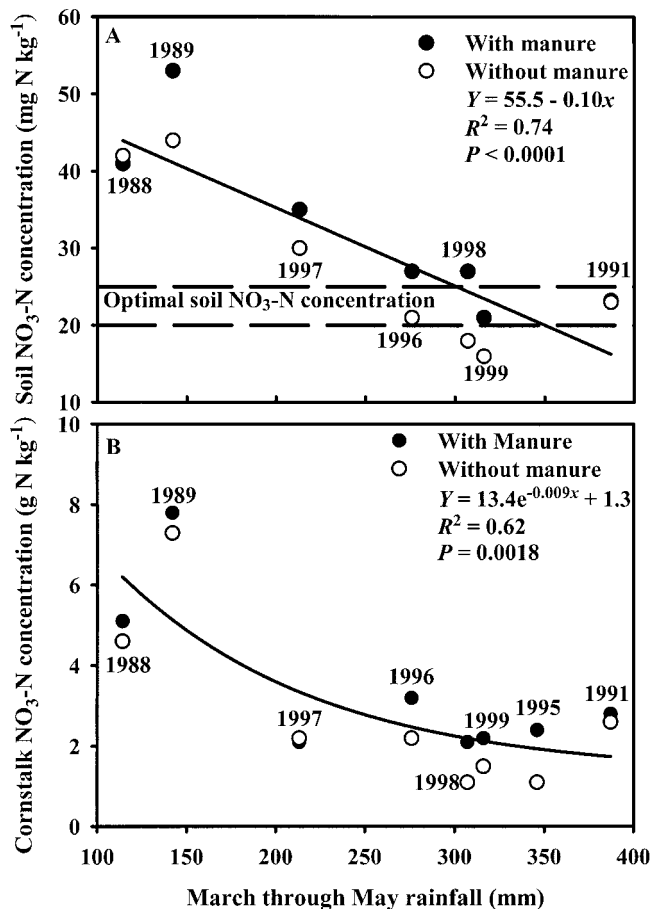 Soil NO₃-N concentration (mg N kg⁻¹)
60
50
40
30
20
10
A
1989
1988
1997
1998
1991
1996
1999
With manure
Without manure
Y = 55.5 - 0.10x
R² = 0.74
P < 0.0001
Optimal soil NO₃-N concentration
Cornstalk NO₃-N concentration (g N kg⁻¹)
10
8
6
4
2
0
B
1989
1988
1997
1996
1999
1995
1991
1998
With Manure
Without manure
Y = 13.4e⁻⁰·⁰⁰⁹ˣ + 1.3
R² = 0.62
P = 0.0018
100 150 200 250 300 350 400
March through May rainfall (mm)